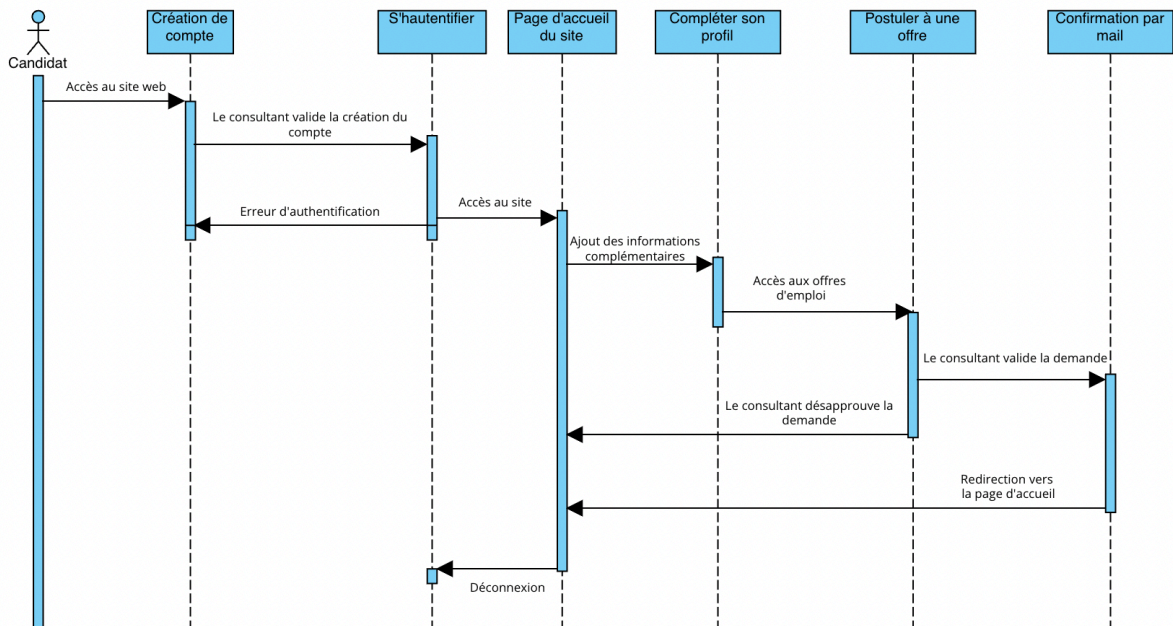 Création de
compte
S'hautentifier
Page d'accueil
du site
Compléter son
profil
Postuler à une
offre
Confirmation par
mail
Candidat
Accès au site web
Le consultant valide la création du
compte
Erreur d'authentification
Accès au site
Ajout des informations
complémentaires
Accès aux offres
d'emploi
Le consultant valide la demande
Le consultant désapprouve la
demande
Redirection vers
la page d'accueil
Déconnexion